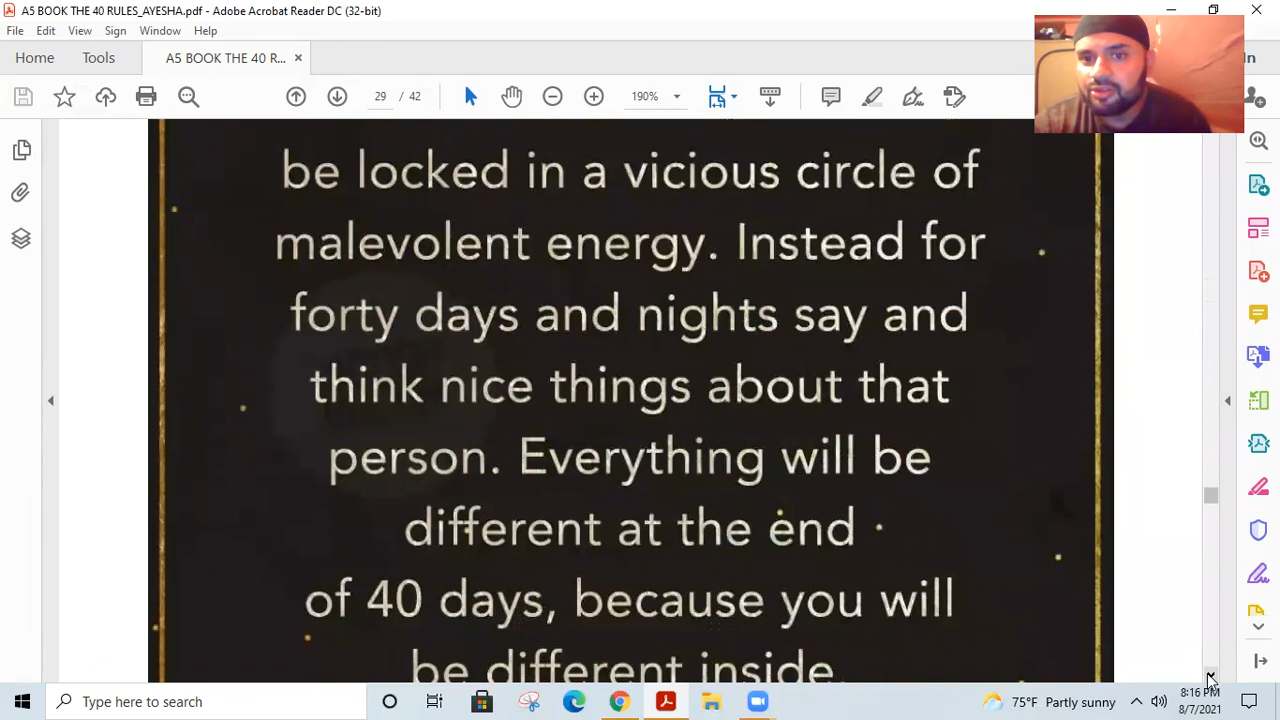 A5 BOOK THE 40 RULES_AYESHA.pdf - Adobe Acrobat Reader DC (32-bit)
File Edit View Sign Window Help
Home Tools A5 BOOK THE 40 R... ×
29 / 42 190%
be locked in a vicious circle of
malevolent energy. Instead for
forty days and nights say and
think nice things about that
person. Everything will be
different at the end
of 40 days, because you will
be different inside.
Type here to search
75°F Partly sunny
8:16 PM
8/7/2021